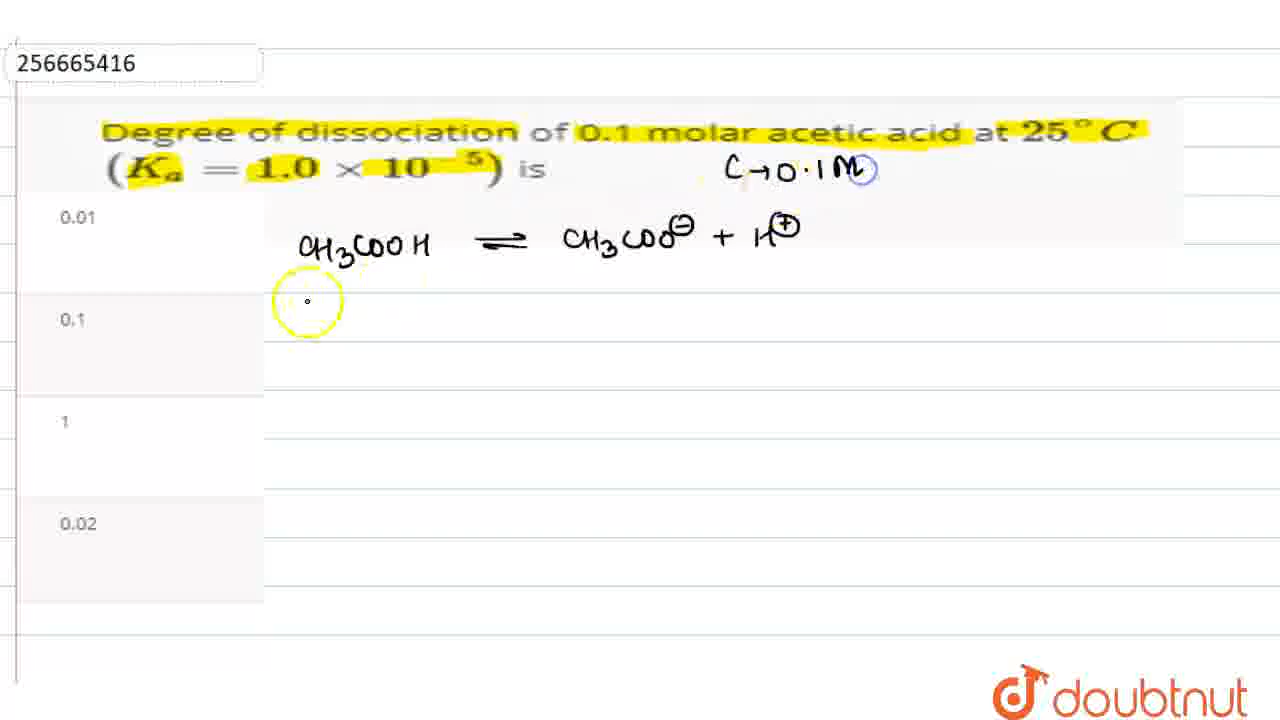 256665416
Degree of dissociation of 0.1 molar acetic acid at 25° C
(Kₐ = 1.0 × 10⁻⁵) is
C → 0.1 M
0.01
CH₃COOH ⇌ CH₃COO⊖ + H⊕
0.1
1
0.02
doubtnut